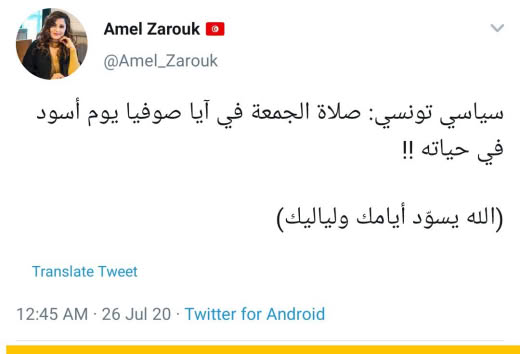 Amel Zarouk 🇹🇳
@Amel_Zarouk
سياسي تونسي: صلاة الجمعة في آيا صوفيا يوم أسود
في حياته !!
(الله يسوّد أيامك ولياليك)
Translate Tweet
12:45 AM · 26 Jul 20 · Twitter for Android